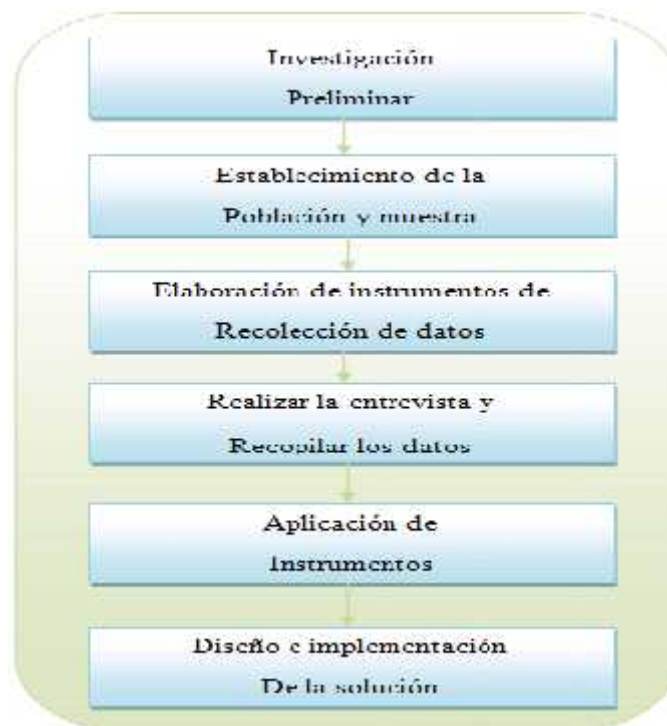 Investigación
Preliminar
Establecimiento de la
Población y muestra
Elaboración de instrumentos de
Recolección de datos
Realizar la entrevista y
Recopilar los datos
Aplicación de
Instrumentos
Diseño e implementación
De la solución